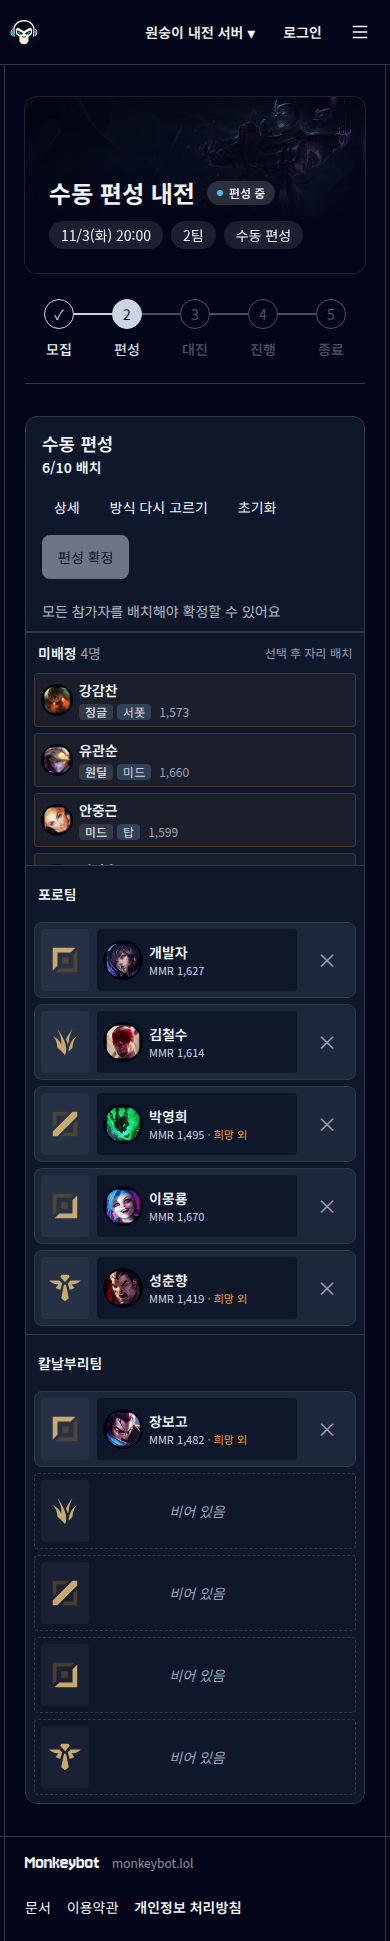 원숭이 내전 서버 ▾ 로그인
수동 편성 내전 편성 중
11/3(화) 20:00 2팀 수동 편성
✓ 2 3 4 5
모집 편성 대진 진행 종료
수동 편성
6/10 배치
상세 방식 다시 고르기 초기화
편성 확정
모든 참가자를 배치해야 확정할 수 있어요
미배정 4명 선택 후 자리 배치
강감찬
정글 서폿 1,573
유관순
원딜 미드 1,660
안중근
미드 탑 1,599
포로팀
개발자
MMR 1,627
김철수
MMR 1,614
박영희
MMR 1,495 · 희망 외
이몽룡
MMR 1,670
성춘향
MMR 1,419 · 희망 외
칼날부리팀
장보고
MMR 1,482 · 희망 외
비어 있음
비어 있음
비어 있음
비어 있음
Monkeybot monkeybot.lol
문서 이용약관 개인정보 처리방침